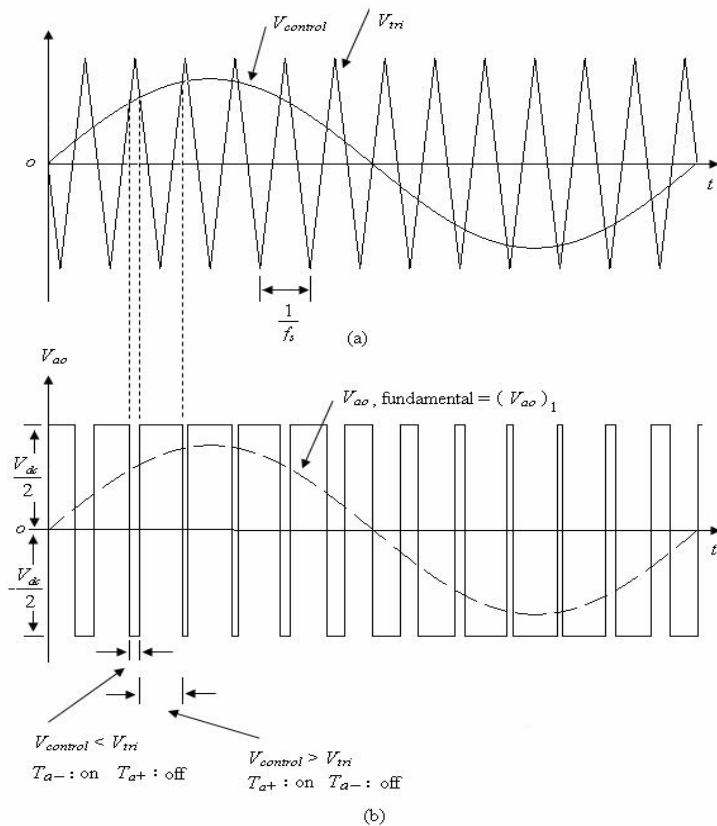 V_control V_tri
o
t
1/f_s
(a)
V_ao
V_ao , fundamental = ( V_ao )_1
V_dc/2
o
t
-V_dc/2
V_control < V_tri
T_a- : on T_a+ : off
V_control > V_tri
T_a+ : on T_a- : off
(b)